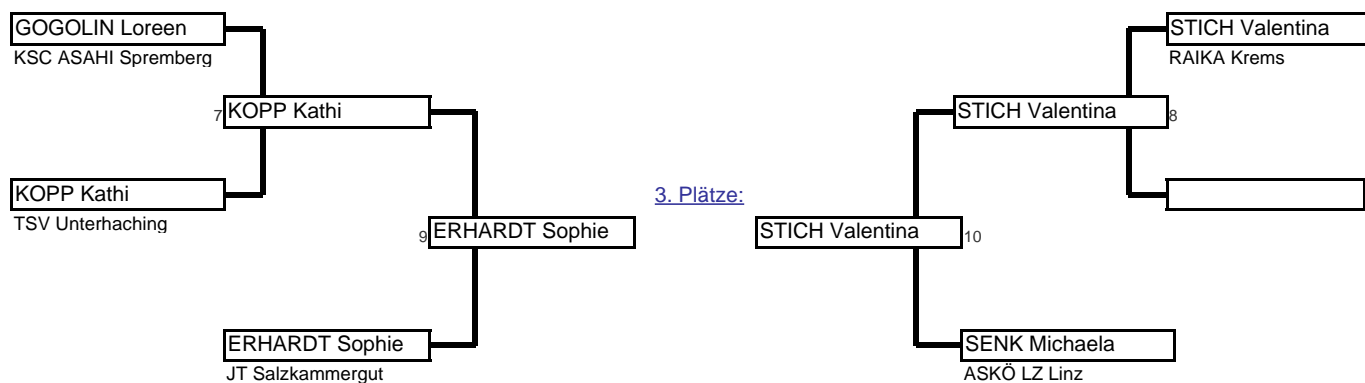 GOGOLIN Loreen
KSC ASAHI Spremberg
7 KOPP Kathi
KOPP Kathi
TSV Unterhaching
9 ERHARDT Sophie
ERHARDT Sophie
JT Salzkammergut
3. Plätze:
STICH Valentina
RAIKA Krems
STICH Valentina 8
STICH Valentina 10
SENK Michaela
ASKÖ LZ Linz